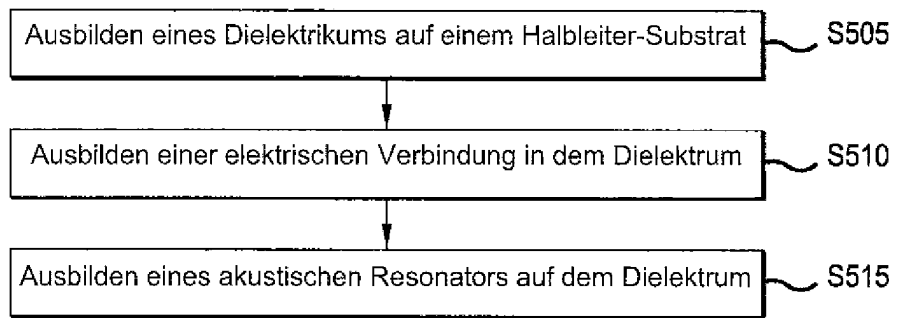 Ausbilden eines Dielektrikums auf einem Halbleiter-Substrat S505
Ausbilden einer elektrischen Verbindung in dem Dielektrum S510
Ausbilden eines akustischen Resonators auf dem Dielektrum S515